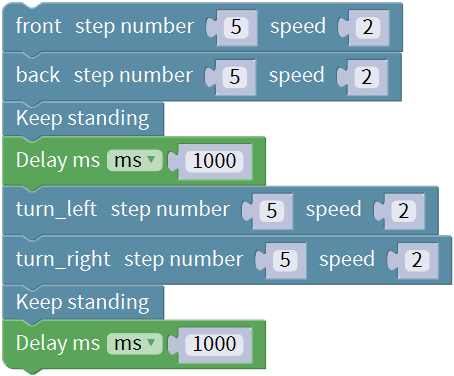 front step number 5 speed 2
back step number 5 speed 2
Keep standing
Delay ms ms 1000
turn_left step number 5 speed 2
turn_right step number 5 speed 2
Keep standing
Delay ms ms 1000